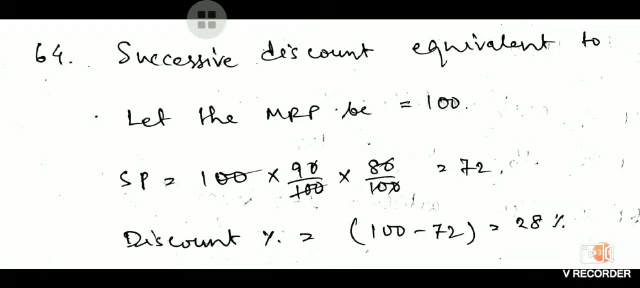 64. Successive discount equivalent to
Let the MRP be = 100.
SP = 100 × 90/100 × 80/100 = 72.
Discount %. = (100 - 72) = 28 %.
V RECORDER